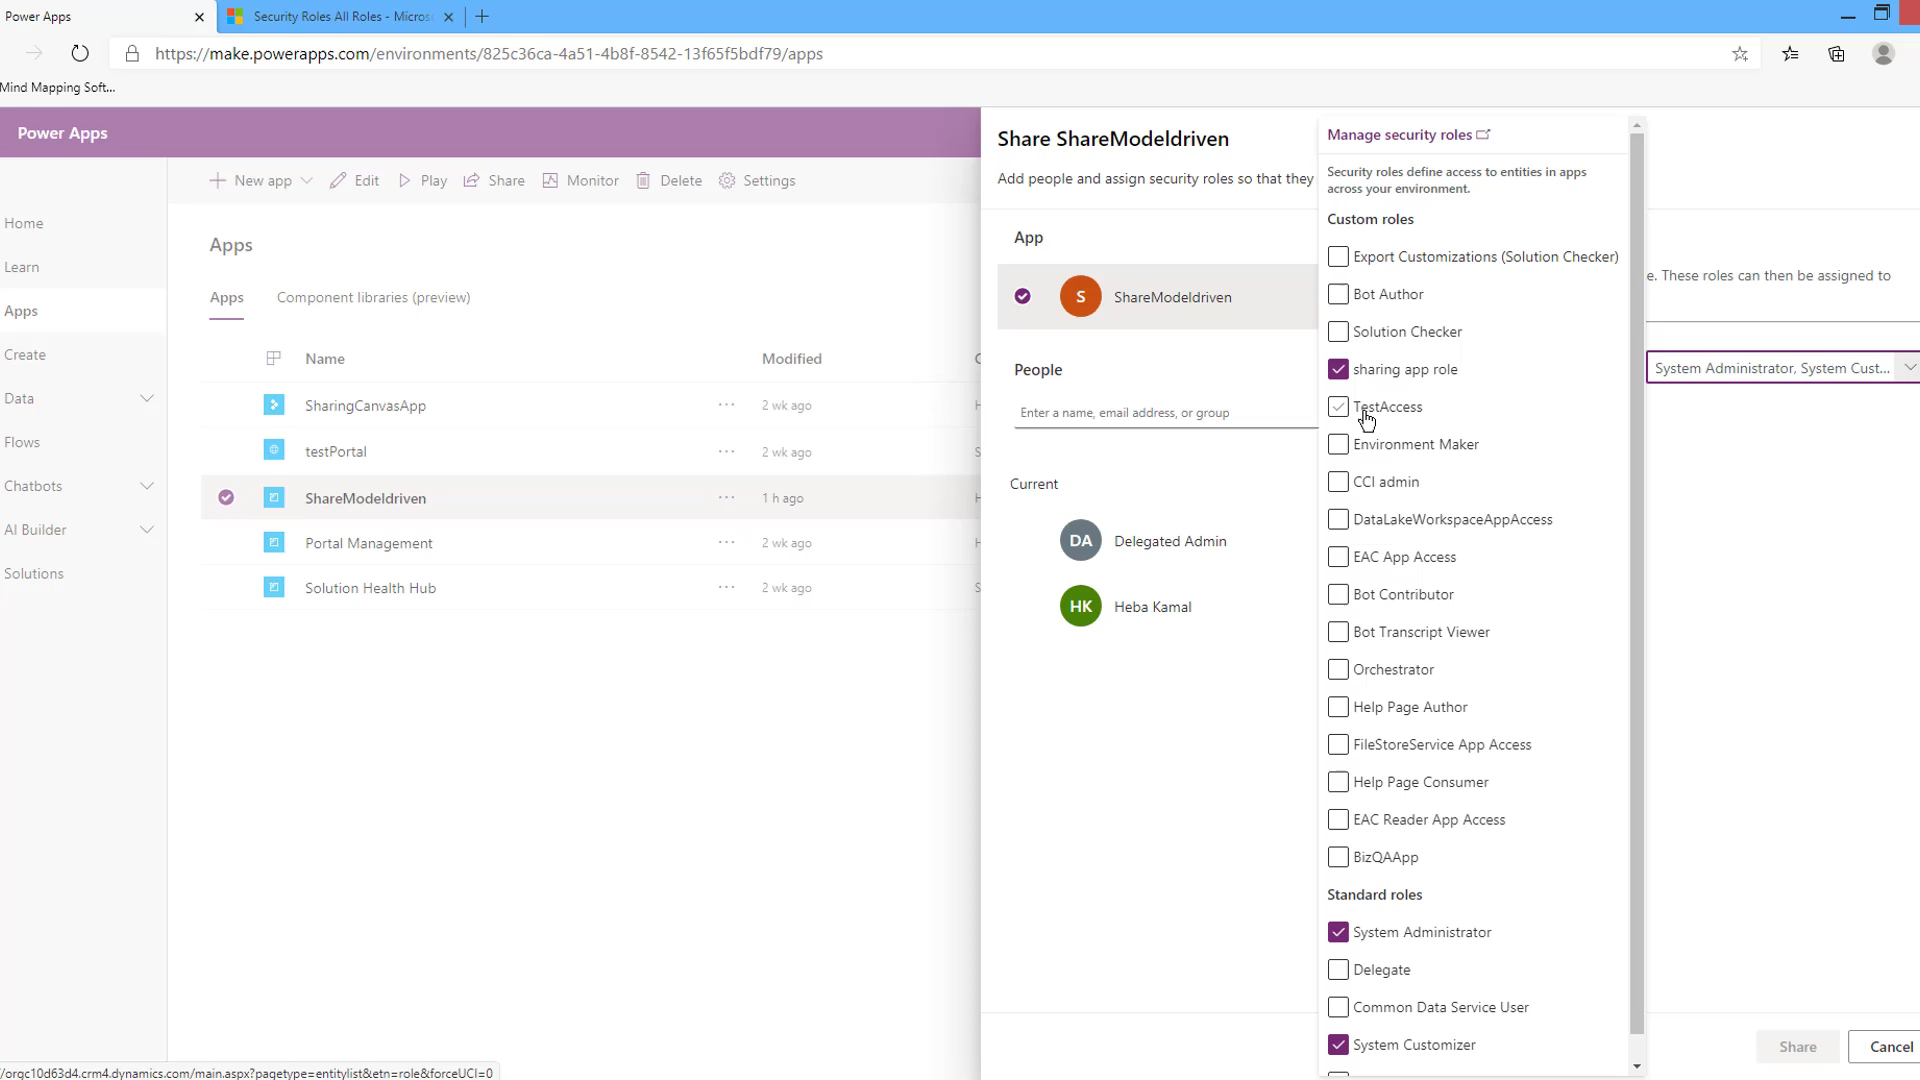 Power Apps
Security Roles All Roles - Micros
https://make.powerapps.com/environments/825c36ca-4a51-4b8f-8542-13f65f5bdf79/apps
Mind Mapping Soft...
Power Apps
New app
Edit
Play
Share
Monitor
Delete
Settings
Home
Learn
Apps
Create
Data
Flows
Chatbots
AI Builder
Solutions
Apps
Apps
Component libraries (preview)
Name
Modified
SharingCanvasApp
2 wk ago
testPortal
2 wk ago
ShareModeldriven
1 h ago
Portal Management
2 wk ago
Solution Health Hub
2 wk ago
Share ShareModeldriven
Add people and assign security roles so that they
App
S
ShareModeldriven
People
Enter a name, email address, or group
Current
DA
Delegated Admin
HK
Heba Kamal
Manage security roles
Security roles define access to entities in apps
across your environment.
Custom roles
Export Customizations (Solution Checker)
Bot Author
Solution Checker
sharing app role
TestAccess
Environment Maker
CCI admin
DataLakeWorkspaceAppAccess
EAC App Access
Bot Contributor
Bot Transcript Viewer
Orchestrator
Help Page Author
FileStoreService App Access
Help Page Consumer
EAC Reader App Access
BizQAApp
Standard roles
System Administrator
Delegate
Common Data Service User
System Customizer
e. These roles can then be assigned to
System Administrator, System Cust...
Share
Cancel
/orgc10d63d4.crm4.dynamics.com/main.aspx?pagetype=entitylist&etn=role&forceUCI=0